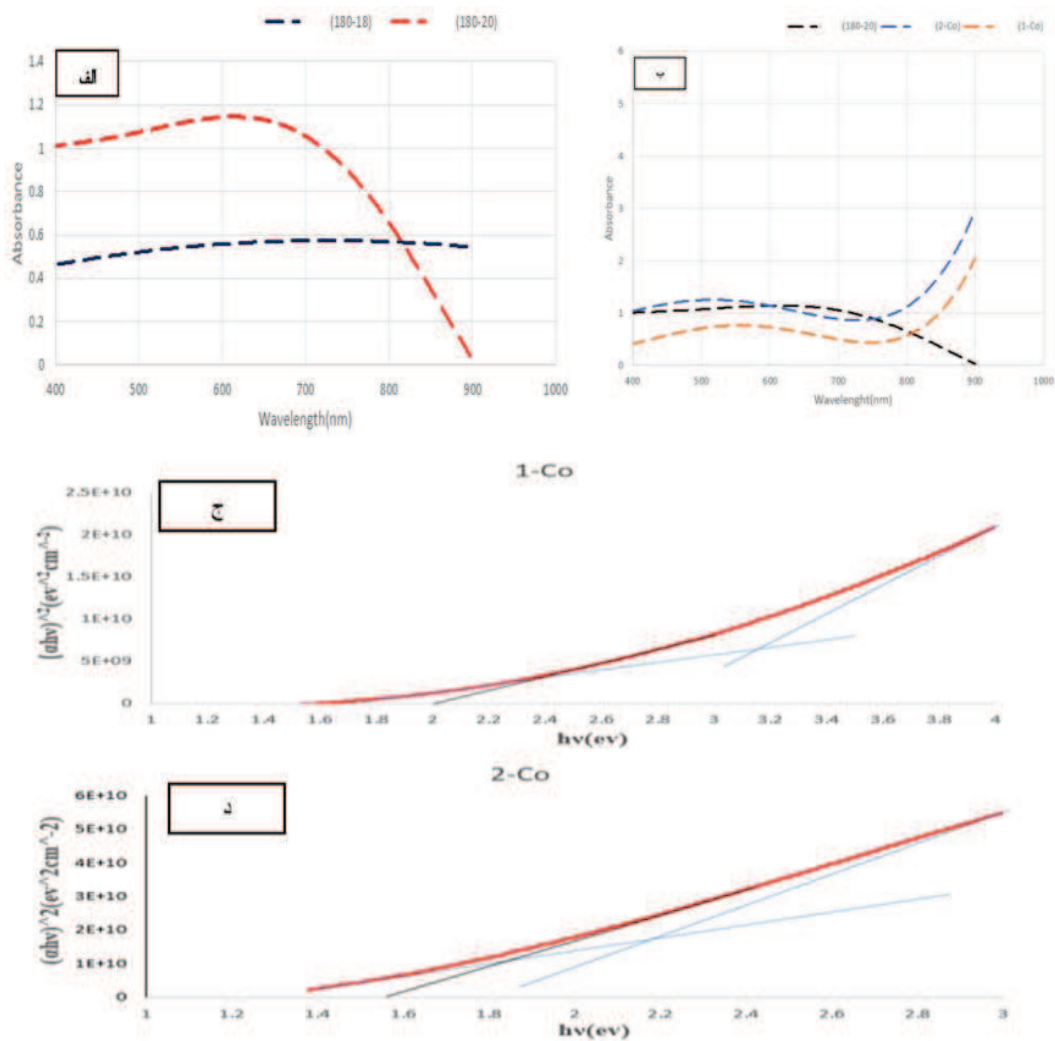 (180-18) (180-20)
الف
1.4
1.2
1
0.8
0.6
0.4
0.2
0
Absorbance
400 500 600 700 800 900 1000
Wavelength(nm)
(180-20) (2-Co) (1-Co)
ب
6
5
4
3
2
1
0
Absorbance
400 500 600 700 800 900 1000
Wavelenght(nm)
1-Co
ج
2.5E+10
2E+10
1.5E+10
1E+10
5E+09
0
(αhv)^2(ev^2cm^-2)
1 1.2 1.4 1.6 1.8 2 2.2 2.4 2.6 2.8 3 3.2 3.4 3.6 3.8 4
hv(ev)
2-Co
د
6E+10
5E+10
4E+10
3E+10
2E+10
1E+10
0
(αhv)^2(ev^2cm^-2)
1 1.2 1.4 1.6 1.8 2 2.2 2.4 2.6 2.8 3
hv(ev)